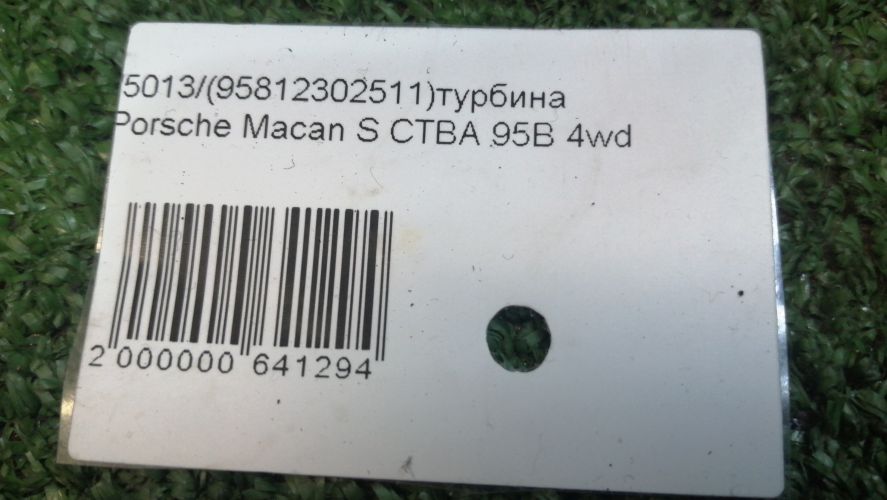 5013/(95812302511)турбина
Porsche Macan S CTBA 95B 4wd
2 000000 641294